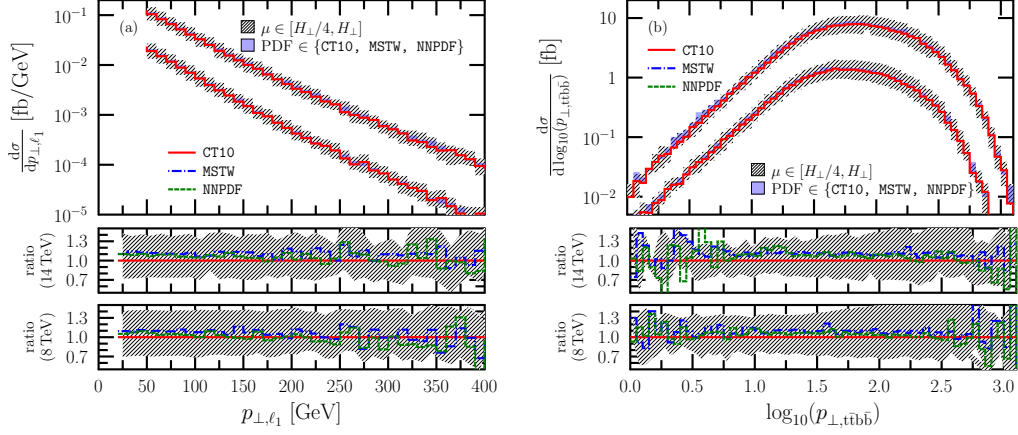 (a)
μ ∈ [H⊥/4, H⊥]
PDF ∈ {CT10, MSTW, NNPDF}
CT10
MSTW
NNPDF
dσ/dp⊥,ℓ1 [fb/GeV]
10⁻¹
10⁻²
10⁻³
10⁻⁴
10⁻⁵
ratio
(14 TeV)
1.3
1.0
0.7
ratio
(8 TeV)
1.3
1.0
0.7
0 50 100 150 200 250 300 350 400
p⊥,ℓ1 [GeV]
(b)
dσ/d log₁₀(p⊥,tt̄bb̄) [fb]
10
1
10⁻¹
10⁻²
CT10
MSTW
NNPDF
μ ∈ [H⊥/4, H⊥]
PDF ∈ {CT10, MSTW, NNPDF}
ratio
(14 TeV)
1.3
1.0
0.7
ratio
(8 TeV)
1.3
1.0
0.7
0.0 0.5 1.0 1.5 2.0 2.5 3.0
log₁₀(p⊥,tt̄bb̄)